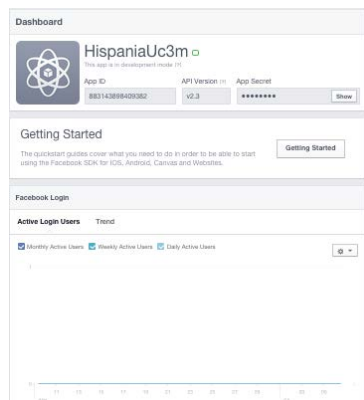 Dashboard
HispaniaUc3m
This app is in development mode [?]
App ID
API Version [?]
App Secret
v2.3
●●●●●●●●
Show
Getting Started
The quickstart guides cover what you need to do in order to be able to start
using the Facebook SDK for iOS, Android, Canvas and Websites.
Getting Started
Facebook Login
Active Login Users
Trend
Monthly Active Users
Weekly Active Users
Daily Active Users
1
0